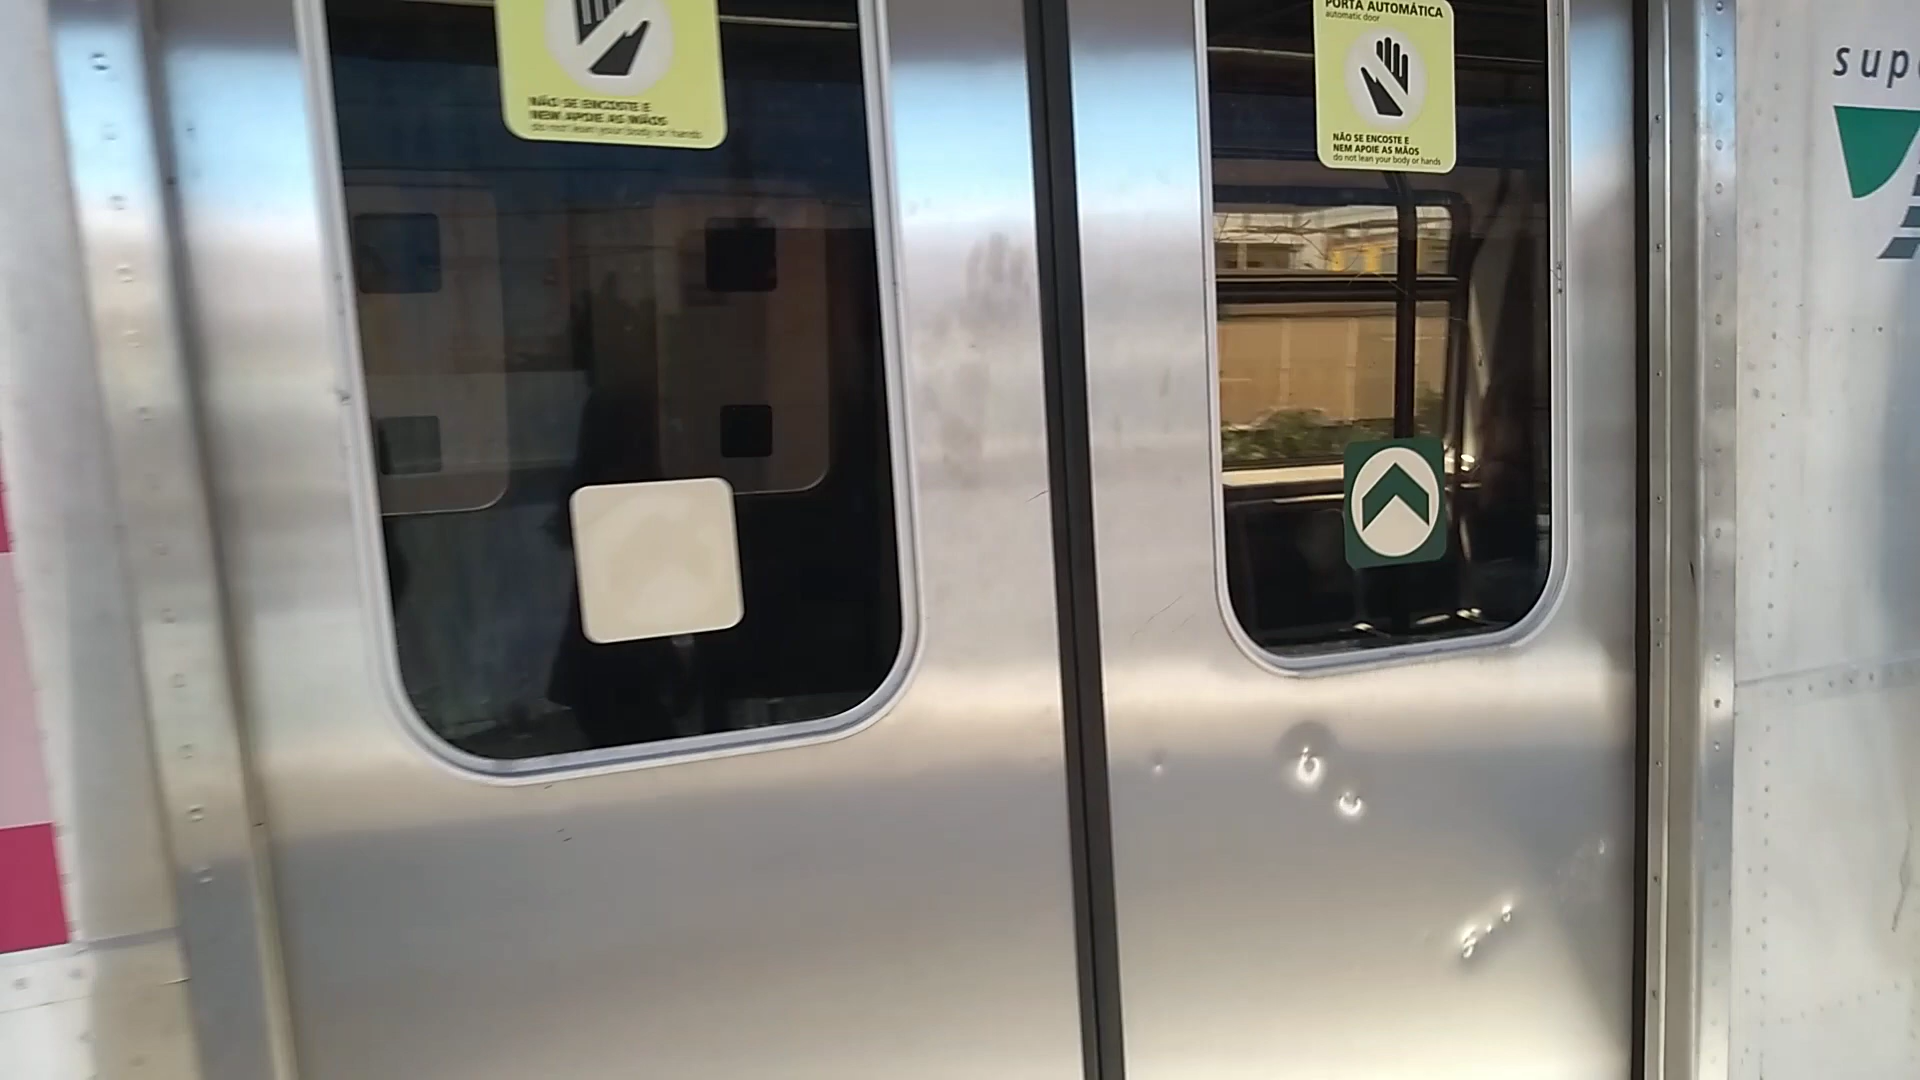 NÃO SE ENCOSTE E
NEM APOIE AS MÃOS
do not lean your body or hands
PORTA AUTOMÁTICA
automatic door
NÃO SE ENCOSTE E
NEM APOIE AS MÃOS
do not lean your body or hands